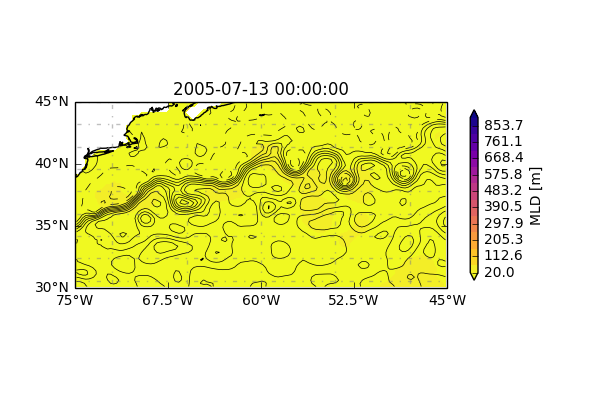 2005-07-13 00:00:00
45°N
40°N
35°N
30°N
75°W
67.5°W
60°W
52.5°W
45°W
853.7
761.1
668.4
575.8
483.2
390.5
297.9
205.3
112.6
20.0
MLD [m]